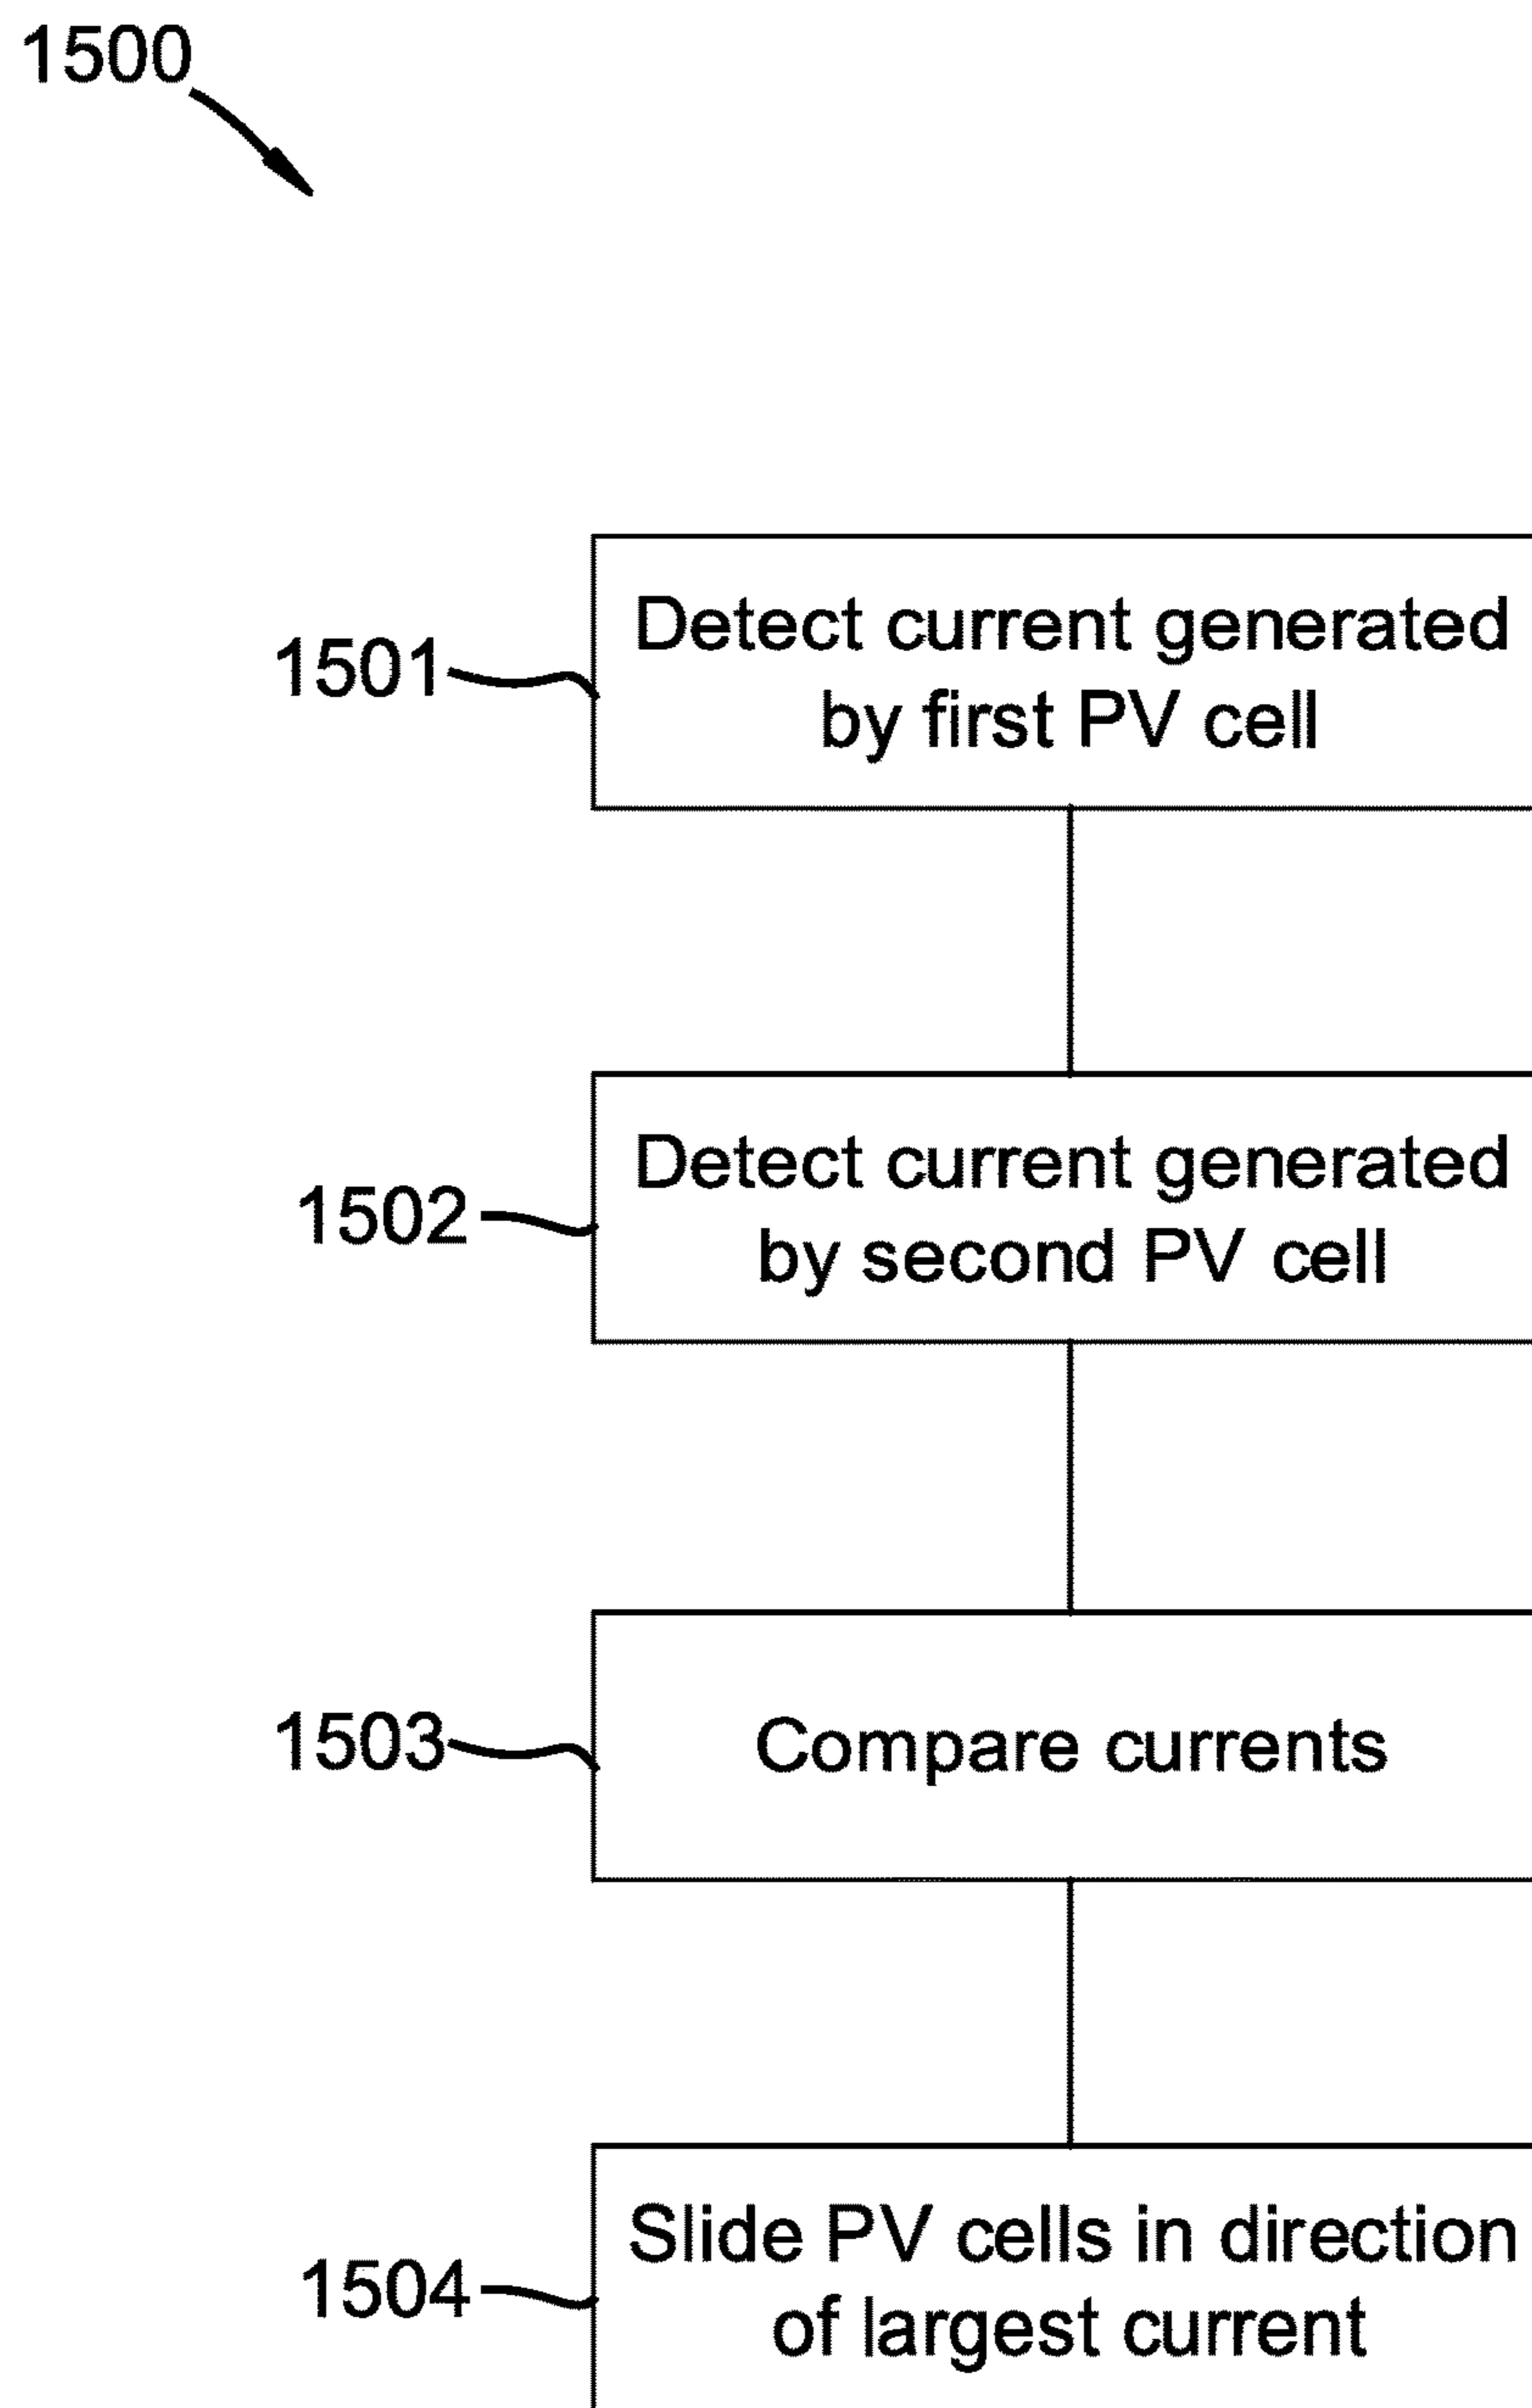 1500
1501
Detect current generated
by first PV cell
1502
Detect current generated
by second PV cell
1503
Compare currents
1504
Slide PV cells in direction
of largest current